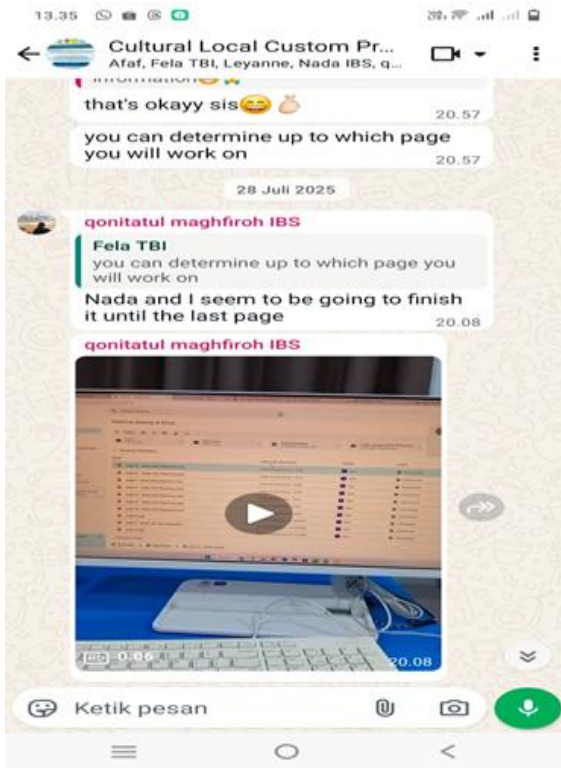 13.35
Cultural Local Custom Pr...
Afaf, Fela TBI, Leyanne, Nada IBS, q...
that's okayy sis😄🫰🏻
20.57
you can determine up to which page
you will work on
20.57
28 Juli 2025
qonitatul maghfiroh IBS
Fela TBI
you can determine up to which page you
will work on
Nada and I seem to be going to finish
it until the last page
20.08
qonitatul maghfiroh IBS
20.08
Ketik pesan